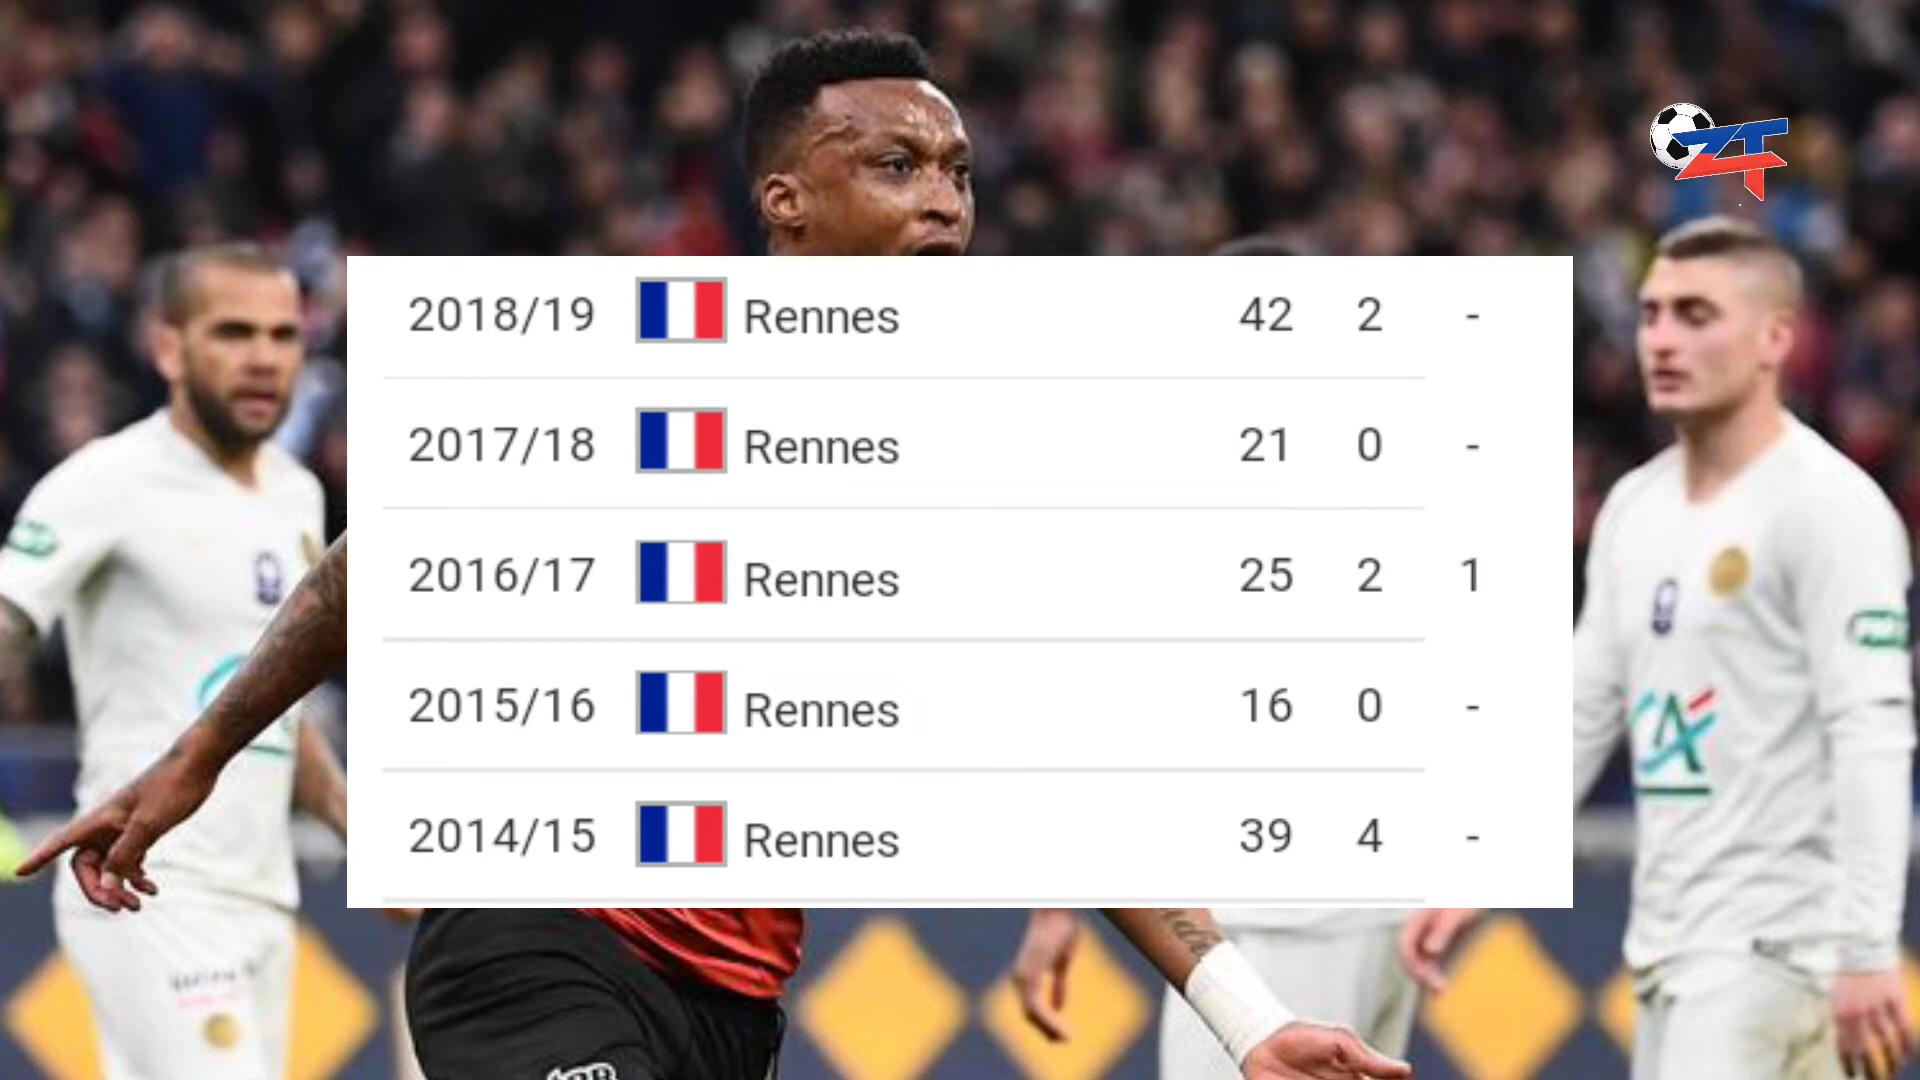 ZT
2018/19 Rennes 42 2 -
2017/18 Rennes 21 0 -
2016/17 Rennes 25 2 1
2015/16 Rennes 16 0 -
2014/15 Rennes 39 4 -
CA